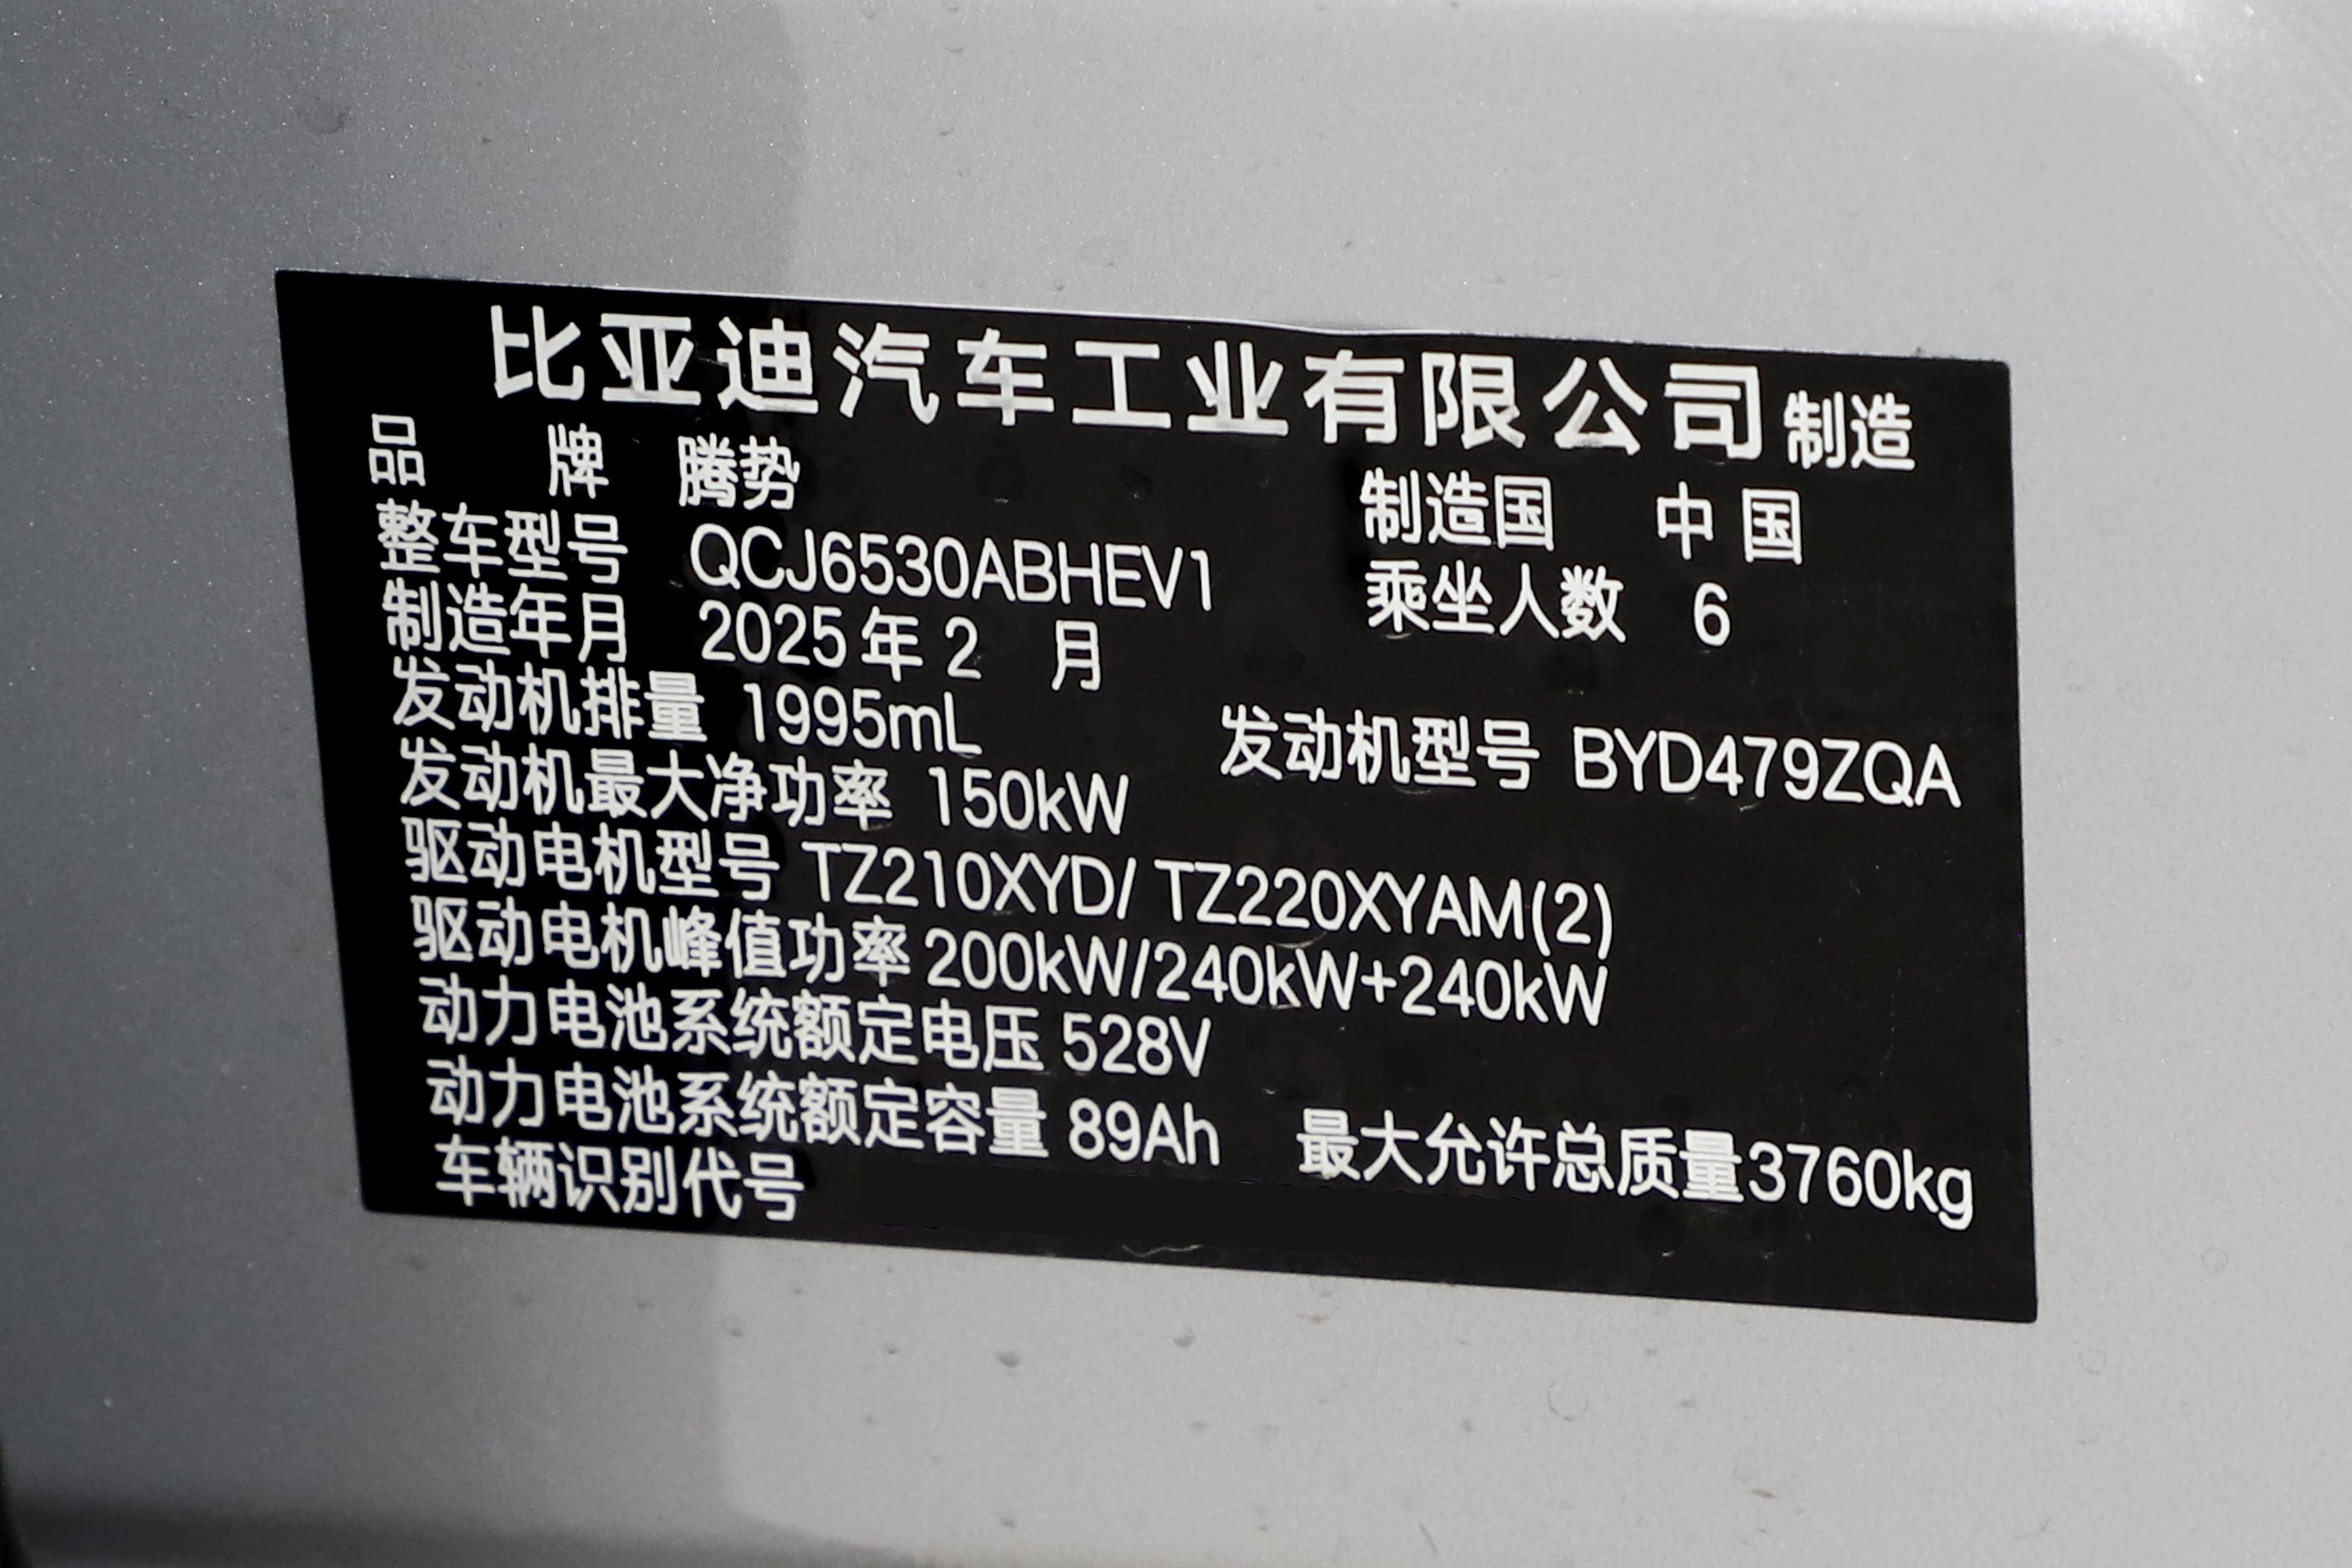 比亚迪汽车工业有限公司 制造
品 牌 腾势 制造国 中国
整车型号 QCJ6530ABHEV1 乘坐人数 6
制造年月 2025年2 月
发动机排量 1995mL 发动机型号 BYD479ZQA
发动机最大净功率 150kW
驱动电机型号 TZ210XYD/ TZ220XYAM(2)
驱动电机峰值功率 200kW/240kW+240kW
动力电池系统额定电压 528V
动力电池系统额定容量 89Ah 最大允许总质量3760kg
车辆识别代号